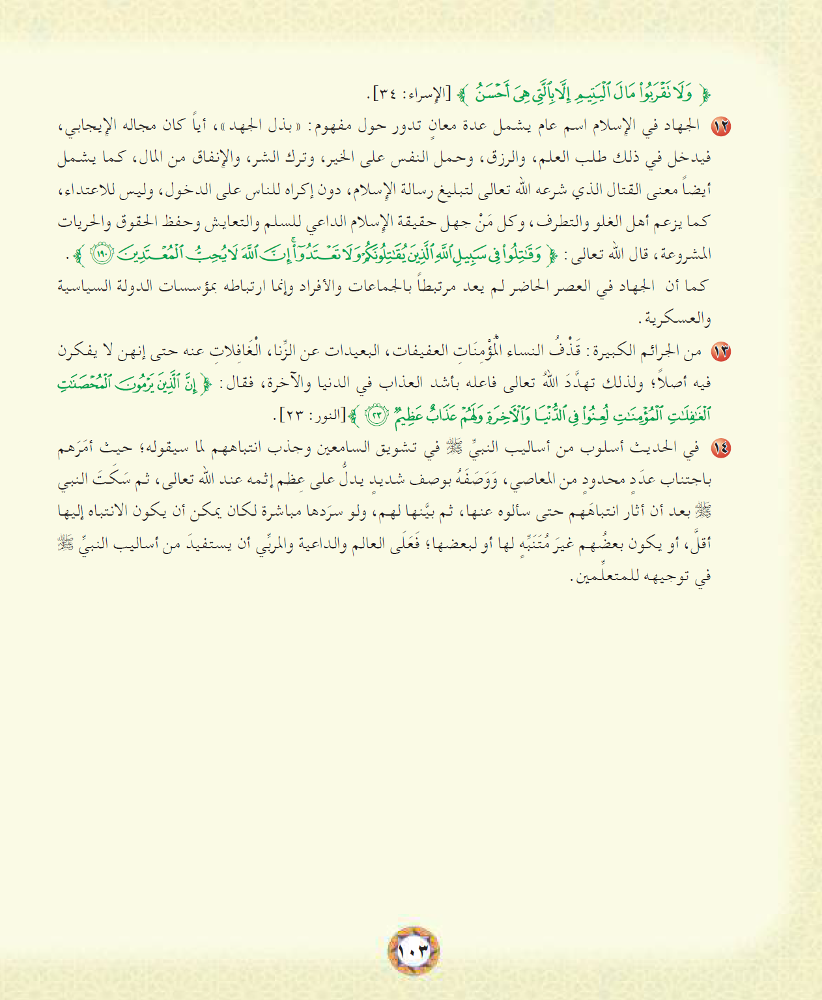 ﴿ وَلَا تَقْرَبُوا۟ مَالَ ٱلْيَتِيمِ إِلَّا بِٱلَّتِى هِىَ أَحْسَنُ ﴾ [الإسراء: ٣٤].
١٢ الجهاد في الإسلام اسم عام يشمل عدة معانٍ تدور حول مفهوم: «بذل الجهد»، أياً كان مجاله الإيجابي،
فيدخل في ذلك طلب العلم، والرزق، وحمل النفس على الخير، وترك الشر، والإنفاق من المال، كما يشمل
أيضاً معنى القتال الذي شرعه الله تعالى لتبليغ رسالة الإسلام، دون إكراه للناس على الدخول، وليس للاعتداء،
كما يزعم أهل الغلو والتطرف، وكل مَنْ جهل حقيقة الإسلام الداعي للسلم والتعايش وحفظ الحقوق والحريات
المشروعة، قال الله تعالى: ﴿ وَقَـٰتِلُوا۟ فِى سَبِيلِ ٱللَّهِ ٱلَّذِينَ يُقَـٰتِلُونَكُمْ وَلَا تَعْتَدُوٓا۟ ۚ إِنَّ ٱللَّهَ لَا يُحِبُّ ٱلْمُعْتَدِينَ ١٩٠ ﴾.
كما أن الجهاد في العصر الحاضر لم يعد مرتبطاً بالجماعات والأفراد وإنما ارتباطه بمؤسسات الدولة السياسية
والعسكرية.
١٣ من الجرائم الكبيرة: قَذْفُ النساء الْمُؤْمِنَاتِ العفيفات، البعيدات عن الزِّنا، الْغَافِلاتِ عنه حتى إنهن لا يفكرن
فيه أصلاً؛ ولذلك تهدَّدَ اللهُ تعالى فاعله بأشد العذاب في الدنيا والآخرة، فقال: ﴿ إِنَّ ٱلَّذِينَ يَرْمُونَ ٱلْمُحْصَنَـٰتِ
ٱلْغَـٰفِلَـٰتِ ٱلْمُؤْمِنَـٰتِ لُعِنُوا۟ فِى ٱلدُّنْيَا وَٱلْـَٔاخِرَةِ وَلَهُمْ عَذَابٌ عَظِيمٌ ٢٣ ﴾ [النور: ٢٣].
١٤ في الحديث أسلوب من أساليب النبيِّ ﷺ في تشويق السامعين وجذب انتباههم لما سيقوله؛ حيث أمَرَهم
باجتناب عدَدٍ محدودٍ من المعاصي، وَوَصَفَهُ بوصف شديدٍ يدلُّ على عِظم إثمه عند الله تعالى، ثم سَكَتَ النبي
ﷺ بعد أن أثار انتباهَهم حتى سألوه عنها، ثم بيَّنها لهم، ولو سرَدها مباشرة لكان يمكن أن يكون الانتباه إليها
أقلَّ، أو يكون بعضُهم غيرَ مُتَنَبِّهٍ لها أو لبعضها؛ فَعَلَى العالم والداعية والمربِّي أن يستفيدَ من أساليب النبيِّ ﷺ
في توجيهه للمتعلِّمين.
١٠٣